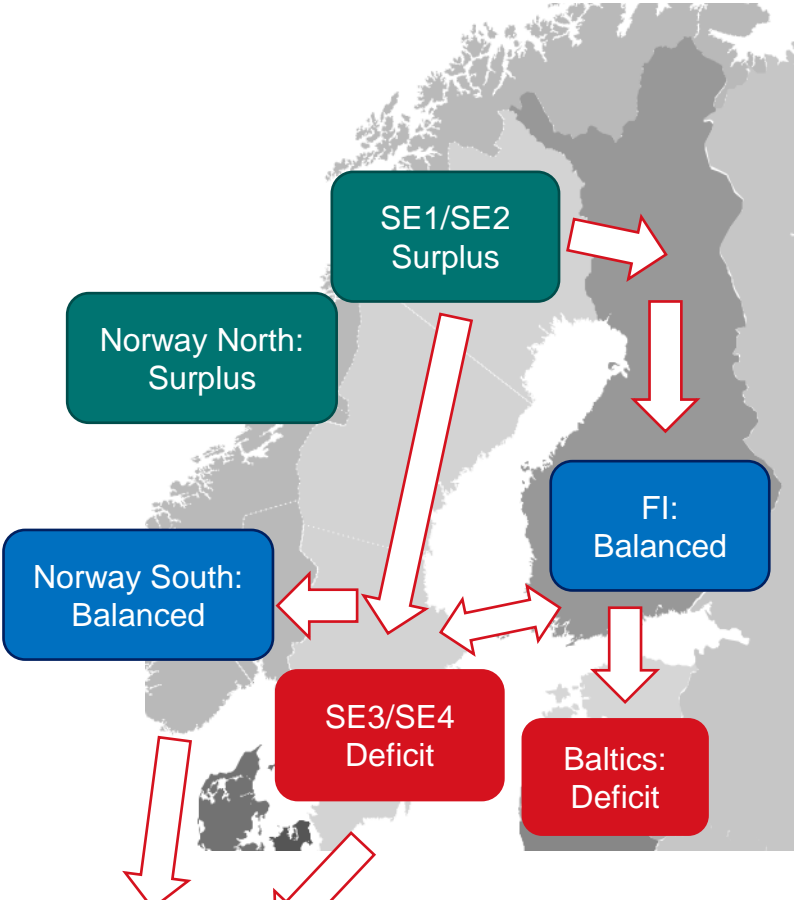 SE1/SE2
Surplus
Norway North:
Surplus
FI:
Balanced
Norway South:
Balanced
SE3/SE4
Deficit
Baltics:
Deficit